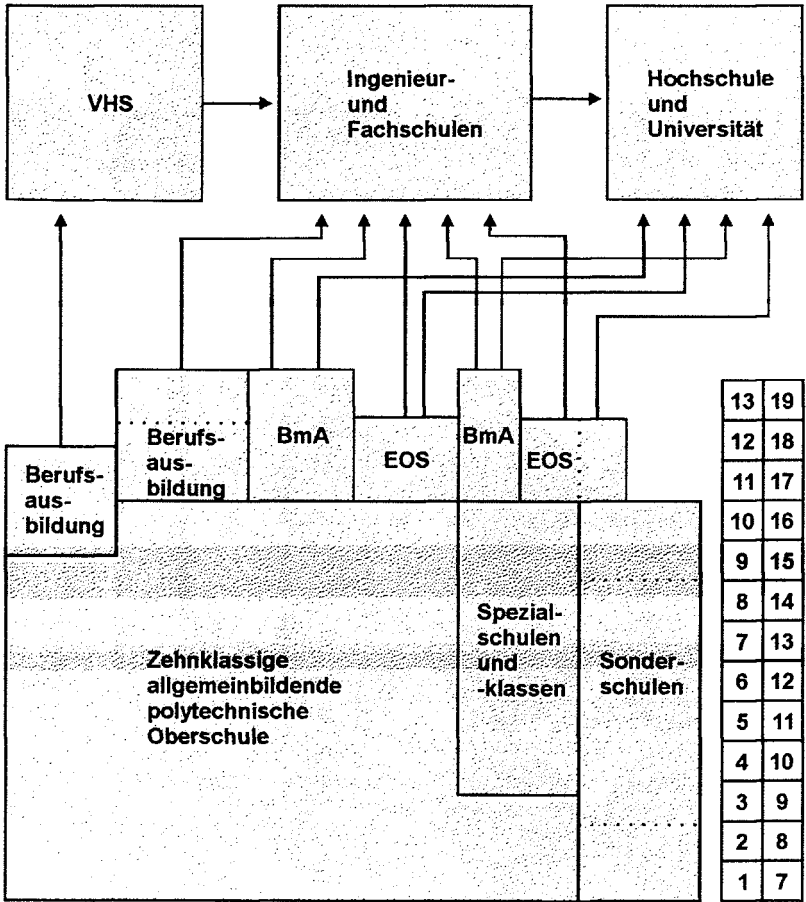 VHS
Ingenieur-
und
Fachschulen
Hochschule
und
Universität
Berufs-
aus-
bildung
Berufs-
aus-
bildung
BmA
EOS
BmA
EOS
Zehnklassige
allgemeinbildende
polytechnische
Oberschule
Spezial-
schulen
und
-klassen
Sonder-
schulen
13 19
12 18
11 17
10 16
9 15
8 14
7 13
6 12
5 11
4 10
3 9
2 8
1 7